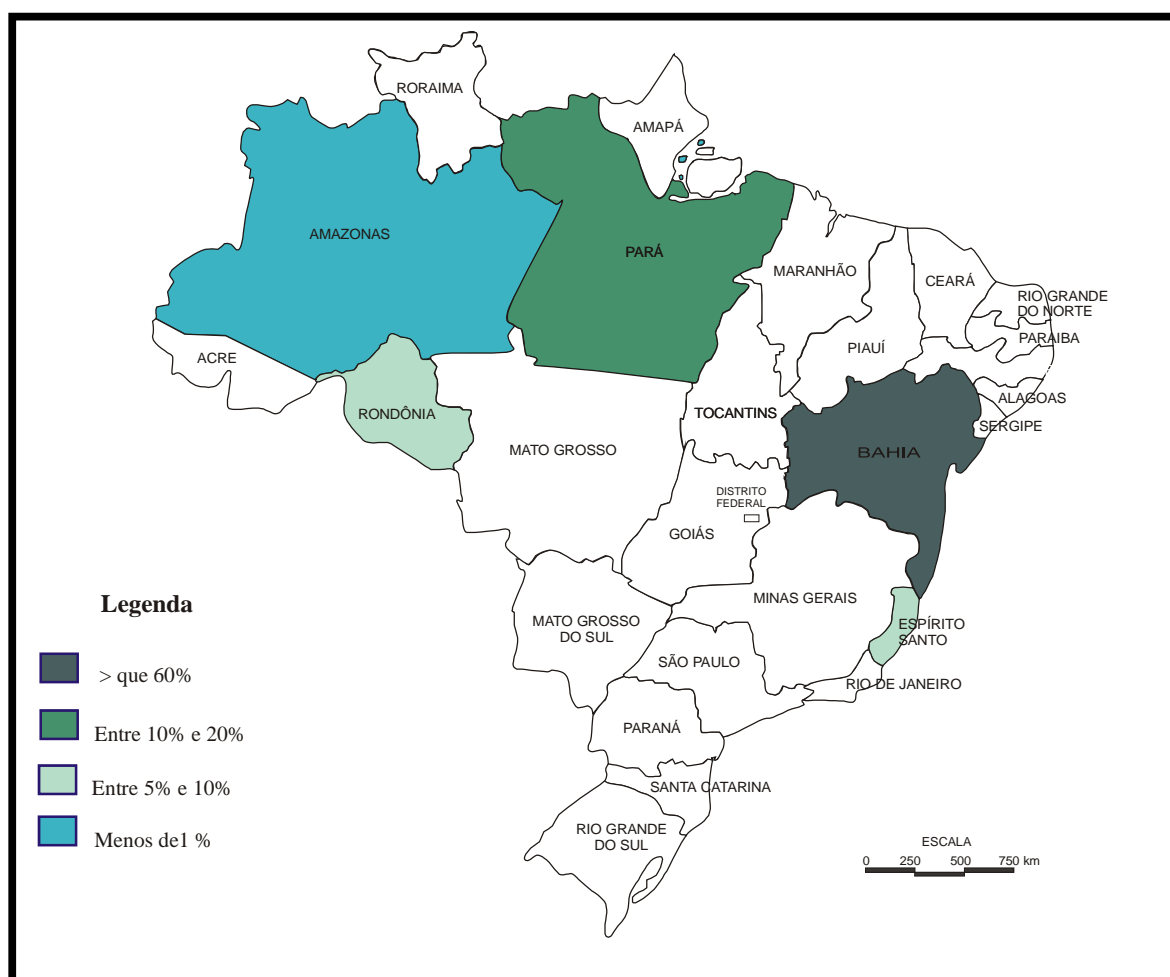 RORAIMA
AMAPÁ
AMAZONAS
PARÁ
MARANHÃO
CEARÁ
RIO GRANDE
DO NORTE
PARAIBA
PIAUÍ
ACRE
ALAGOAS
SERGIPE
RONDÔNIA
TOCANTINS
MATO GROSSO
BAHIA
DISTRITO
FEDERAL
GOIÁS
MINAS GERAIS
ESPÍRITO
SANTO
MATO GROSSO
DO SUL
SÃO PAULO
RIO DE JANEIRO
PARANÁ
SANTA CATARINA
RIO GRANDE
DO SUL
Legenda
> que 60%
Entre 10% e 20%
Entre 5% e 10%
Menos de1 %
ESCALA
0 250 500 750 km